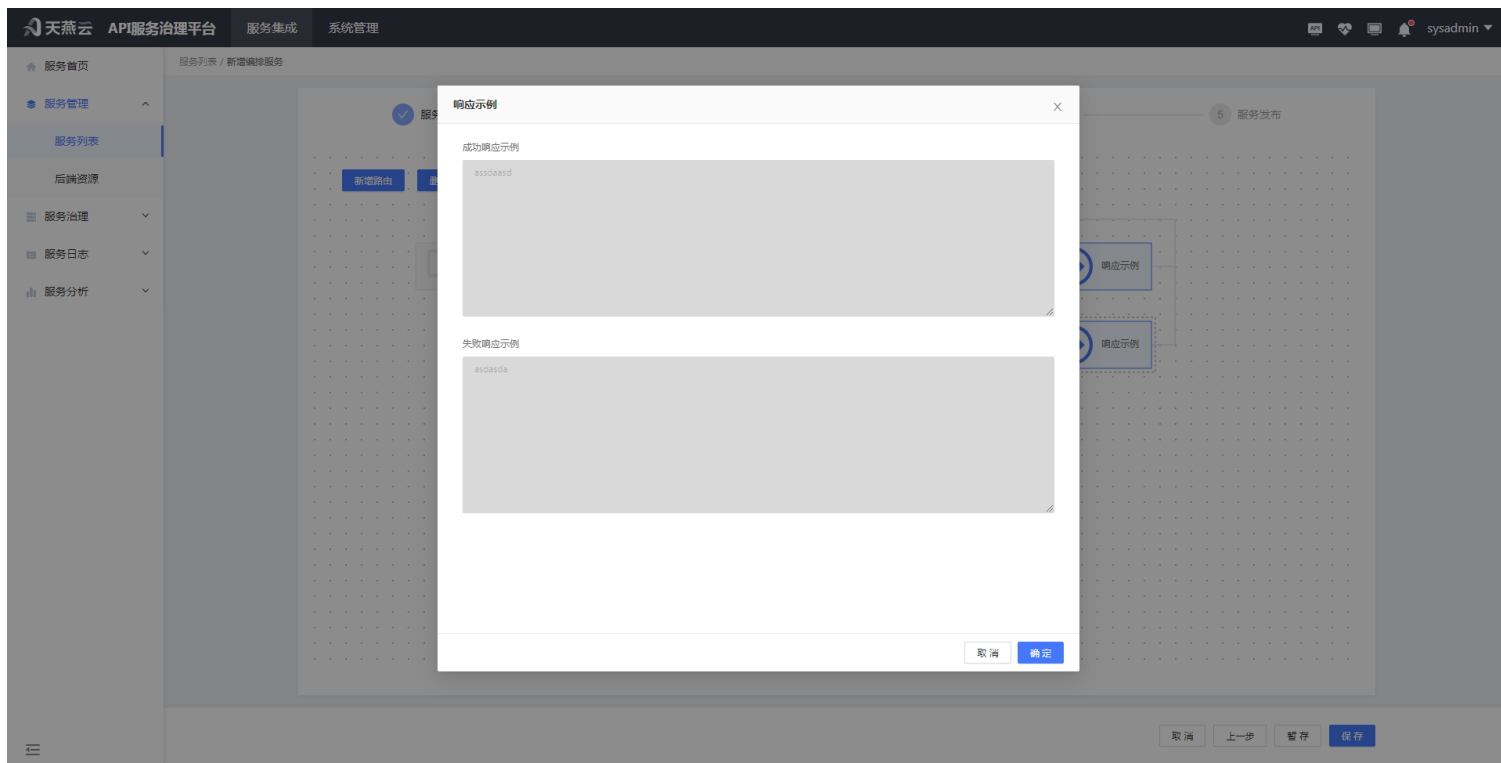 天燕云 API服务治理平台 服务集成 系统管理 API sysadmin
服务首页
服务列表 / 新增编排服务
服务管理
服务列表
后端资源
服务治理
服务日志
服务分析
服务
5 服务发布
新增路由
响应示例
响应示例
响应示例
成功响应示例
assdaasd
失败响应示例
asdasda
取消 确定
取消 上一步 暂存 保存